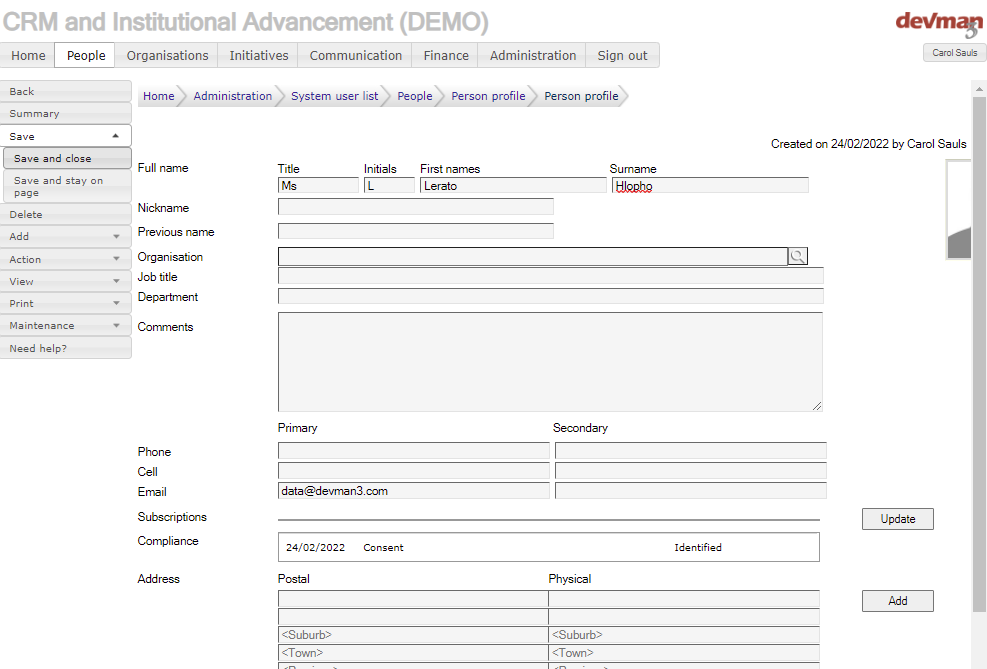 CRM and Institutional Advancement (DEMO)
devman
3
Home People Organisations Initiatives Communication Finance Administration Sign out
Carol Sauls
Back
Summary
Save
Save and close
Save and stay on
page
Delete
Add
Action
View
Print
Maintenance
Need help?
Home Administration System user list People Person profile Person profile
Created on 24/02/2022 by Carol Sauls
Full name
Title Initials First names Surname
Ms L Lerato Hlopho
Nickname
Previous name
Organisation
Job title
Department
Comments
Primary Secondary
Phone
Cell
Email data@devman3.com
Subscriptions Update
Compliance 24/02/2022 Consent Identified
Address Postal Physical
Add
<Suburb> <Suburb>
<Town> <Town>